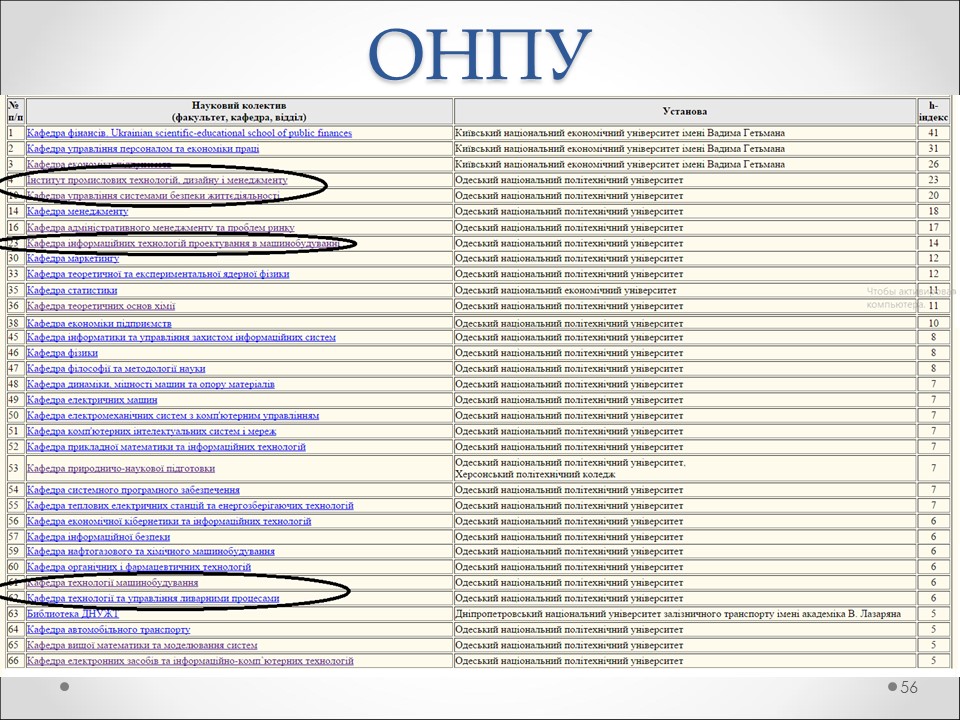 ОНПУ
№ п/п Науковий колектив (факультет, кафедра, відділ) Установа h-індекс
1 Кафедра фінансів. Ukrainian scientific-educational school of public finances Київський національний економічний університет імені Вадима Гетьмана 41
2 Кафедра управління персоналом та економіки праці Київський національний економічний університет імені Вадима Гетьмана 31
3 Кафедра економіки підприємств Київський національний економічний університет імені Вадима Гетьмана 26
4 Інститут промислових технологій, дизайну і менеджменту Одеський національний політехнічний університет 23
10 Кафедра управління системами безпеки життєдіяльності Одеський національний політехнічний університет 20
14 Кафедра менеджменту Одеський національний політехнічний університет 18
16 Кафедра адміністративного менеджменту та проблем ринку Одеський національний політехнічний університет 17
23 Кафедра інформаційних технологій проектування в машинобудуванні Одеський національний політехнічний університет 14
30 Кафедра маркетингу Одеський національний політехнічний університет 12
33 Кафедра теоретичної та експериментальної ядерної фізики Одеський національний політехнічний університет 12
35 Кафедра статистики Одеський національний економічний університет 11
Чтобы активировать
36 Кафедра теоретичних основ хімії Одеський національний політехнічний університет 11
компьютера.
38 Кафедра економіки підприємств Одеський національний політехнічний університет 10
45 Кафедра інформатики та управління захистом інформаційних систем Одеський національний політехнічний університет 8
46 Кафедра фізики Одеський національний політехнічний університет 8
47 Кафедра філософії та методології науки Одеський національний політехнічний університет 8
48 Кафедра динаміки, міцності машин та опору матеріалів Одеський національний політехнічний університет 7
49 Кафедра електричних машин Одеський національний політехнічний університет 7
50 Кафедра електромеханічних систем з комп'ютерним управлінням Одеський національний політехнічний університет 7
51 Кафедра комп'ютерних інтелектуальних систем і мереж Одеський національний політехнічний університет 7
52 Кафедра прикладної математики та інформаційних технологій Одеський національний політехнічний університет 7
53 Кафедра природничо-наукової підготовки Одеський національний політехнічний університет, Херсонський політехнічний коледж 7
54 Кафедра системного програмного забезпечення Одеський національний політехнічний університет 7
55 Кафедра теплових електричних станцій та енергозберігаючих технологій Одеський національний політехнічний університет 7
56 Кафедра економічної кібернетики та інформаційних технологій Одеський національний політехнічний університет 6
57 Кафедра інформаційної безпеки Одеський національний політехнічний університет 6
59 Кафедра нафтогазового та хімічного машинобудування Одеський національний політехнічний університет 6
60 Кафедра органічних і фармацевтичних технологій Одеський національний політехнічний університет 6
61 Кафедра технології машинобудування Одеський національний політехнічний університет 6
62 Кафедра технології та управління ливарними процесами Одеський національний політехнічний університет 6
63 Библиотека ДНУЖТ Дніпропетровський національний університет залізничного транспорту імені академіка В. Лазаряна 5
64 Кафедра автомобільного транспорту Одеський національний політехнічний університет 5
65 Кафедра вищої математики та моделювання систем Одеський національний політехнічний університет 5
66 Кафедра електронних засобів та інформаційно-комп`ютерних технологій Одеський національний політехнічний університет 5
56